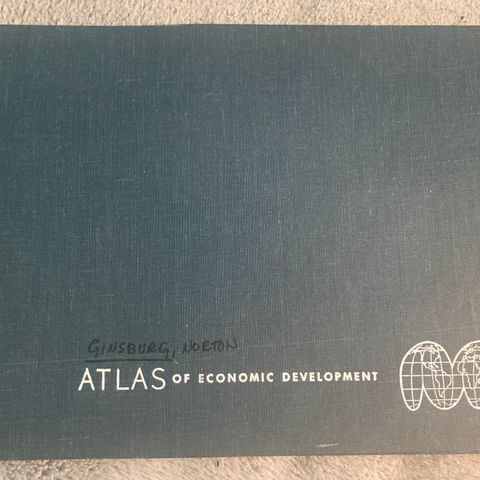 GINSBURG, NORTON
ATLAS OF ECONOMIC DEVELOPMENT